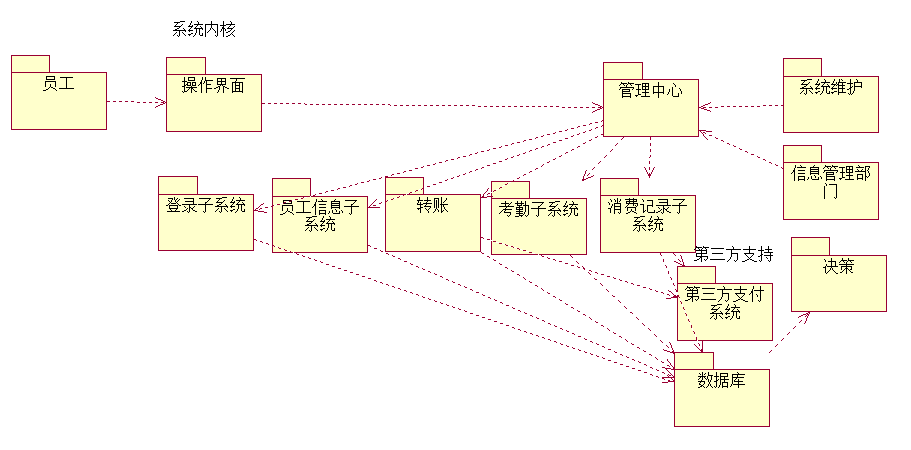 系统内核
员工
操作界面
管理中心
系统维护
信息管理部
门
登录子系统
员工信息子
系统
转账
考勤子系统
消费记录子
系统
第三方支持
决策
第三方支付
系统
数据库